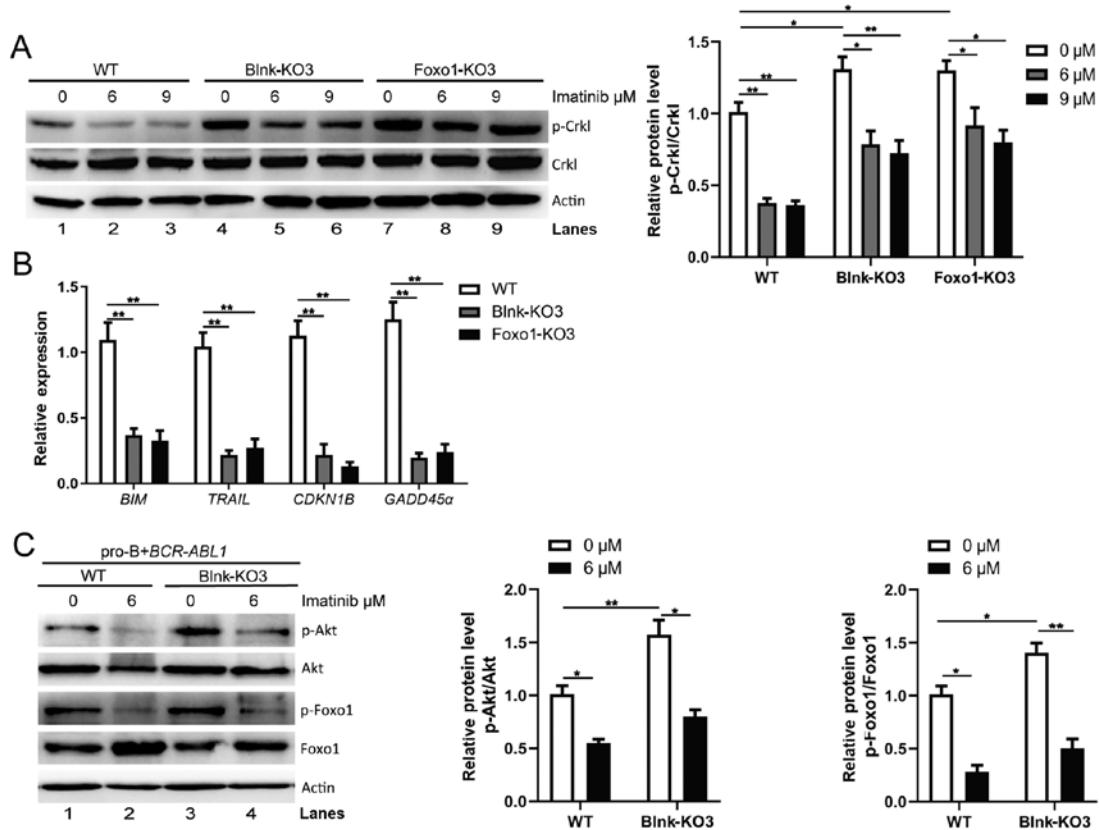 A
WT Blnk-KO3 Foxo1-KO3
0 6 9 0 6 9 0 6 9 Imatinib µM
p-Crkl
Crkl
Actin
1 2 3 4 5 6 7 8 9 Lanes
Relative protein level
p-Crkl/Crkl
1.5
1.0
0.5
0.0
* * ** ** * ** * *
WT Blnk-KO3 Foxo1-KO3
0 µM
6 µM
9 µM
B
Relative expression
1.5
1.0
0.5
0.0
** ** ** ** ** ** ** **
BIM TRAIL CDKN1B GADD45α
WT
Blnk-KO3
Foxo1-KO3
C
pro-B+BCR-ABL1
WT Blnk-KO3
0 6 0 6 Imatinib µM
p-Akt
Akt
p-Foxo1
Foxo1
Actin
1 2 3 4 Lanes
0 µM
6 µM
Relative protein level
p-Akt/Akt
2.0
1.5
1.0
0.5
0.0
* ** *
WT Blnk-KO3
0 µM
6 µM
Relative protein level
p-Foxo1/Foxo1
2.0
1.5
1.0
0.5
0.0
* * **
WT Blnk-KO3